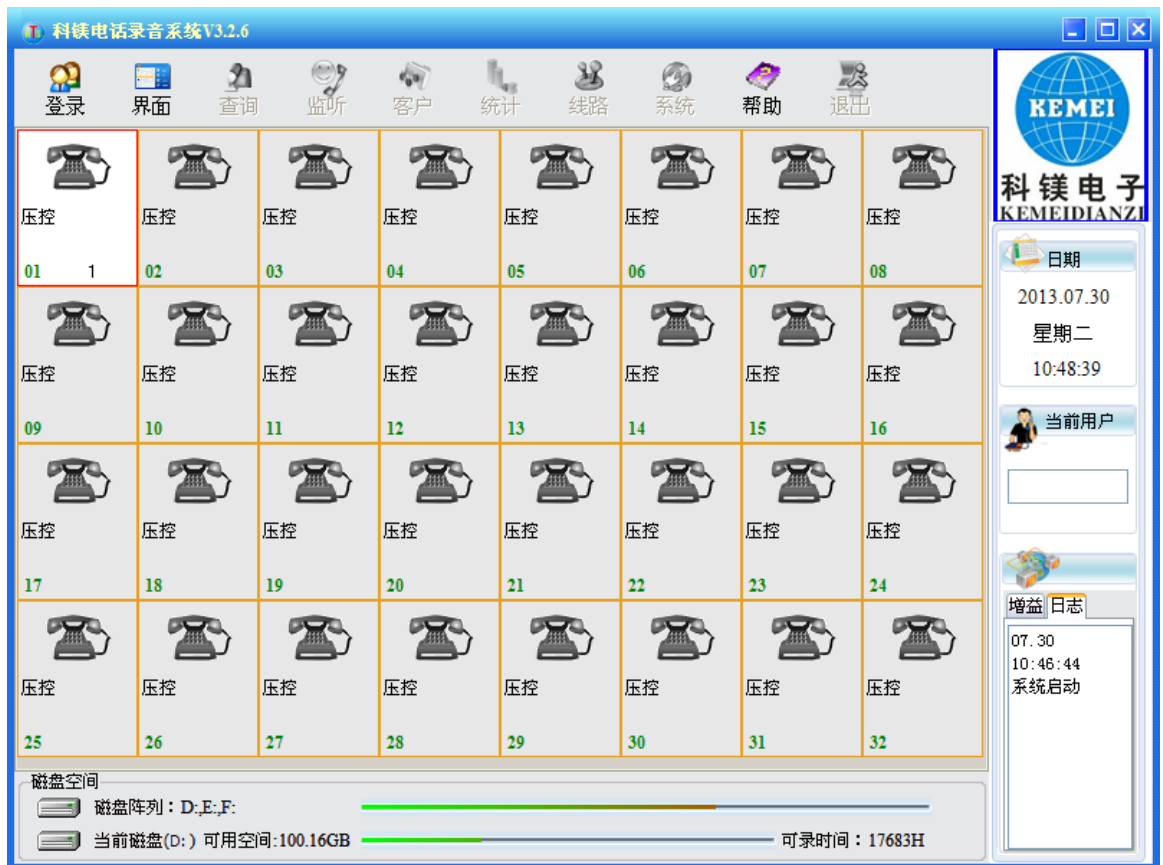 科镁电话录音系统V3.2.6
登录 界面 查询 监听 客户 统计 线路 系统 帮助 退出
KEMEI
科镁电子
KEMEIDIANZI
压控 压控 压控 压控 压控 压控 压控 压控
01 1 02 03 04 05 06 07 08
压控 压控 压控 压控 压控 压控 压控 压控
09 10 11 12 13 14 15 16
压控 压控 压控 压控 压控 压控 压控 压控
17 18 19 20 21 22 23 24
压控 压控 压控 压控 压控 压控 压控 压控
25 26 27 28 29 30 31 32
日期
2013.07.30
星期二
10:48:39
当前用户
增益 日志
07.30
10:46:44
系统启动
磁盘空间
磁盘阵列：D:,E:,F:
当前磁盘(D:) 可用空间:100.16GB 可录时间：17683H